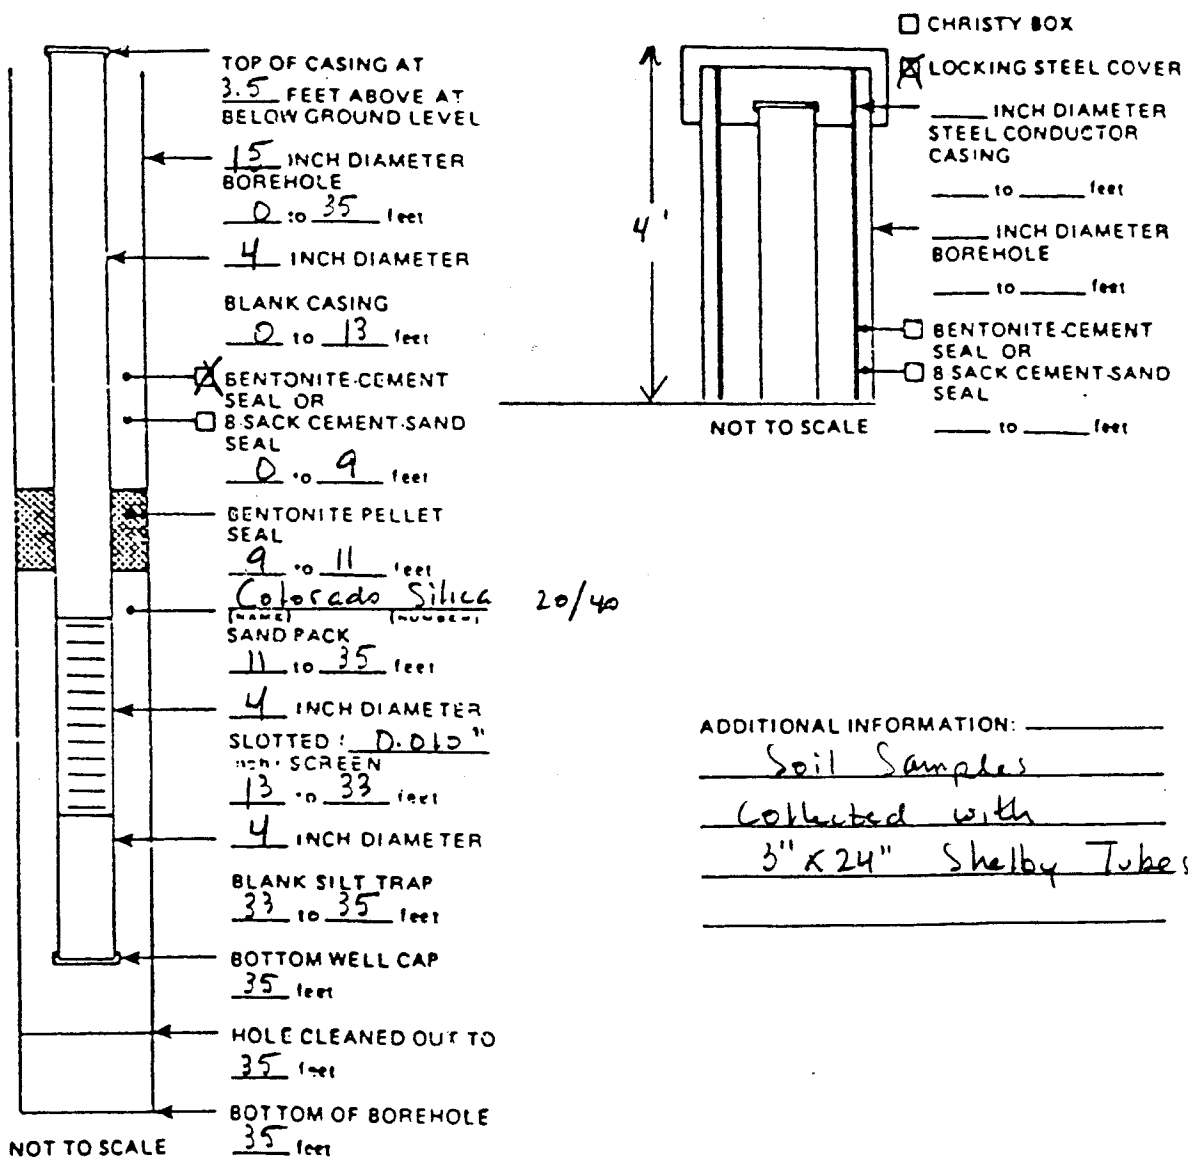 TOP OF CASING AT
3.5 FEET ABOVE AT
BELOW GROUND LEVEL
15 INCH DIAMETER
BOREHOLE
0 to 35 feet
4 INCH DIAMETER
BLANK CASING
0 to 13 feet
BENTONITE-CEMENT
SEAL OR
8-SACK CEMENT-SAND
SEAL
0 to 9 feet
BENTONITE PELLET
SEAL
9 to 11 feet
Colorado Silica 20/40
(NAME) (NUMBER)
SAND PACK
11 to 35 feet
4 INCH DIAMETER
SLOTTED : 0.010"
SCREEN
13 to 33 feet
4 INCH DIAMETER
BLANK SILT TRAP
33 to 35 feet
BOTTOM WELL CAP
35 feet
HOLE CLEANED OUT TO
35 feet
BOTTOM OF BOREHOLE
35 feet
NOT TO SCALE
CHRISTY BOX
LOCKING STEEL COVER
INCH DIAMETER
STEEL CONDUCTOR
CASING
to feet
4'
INCH DIAMETER
BOREHOLE
to feet
BENTONITE-CEMENT
SEAL OR
8 SACK CEMENT-SAND
SEAL
to feet
NOT TO SCALE
ADDITIONAL INFORMATION:
Soil Samples
Collected with
3" x 24" Shelby Tubes